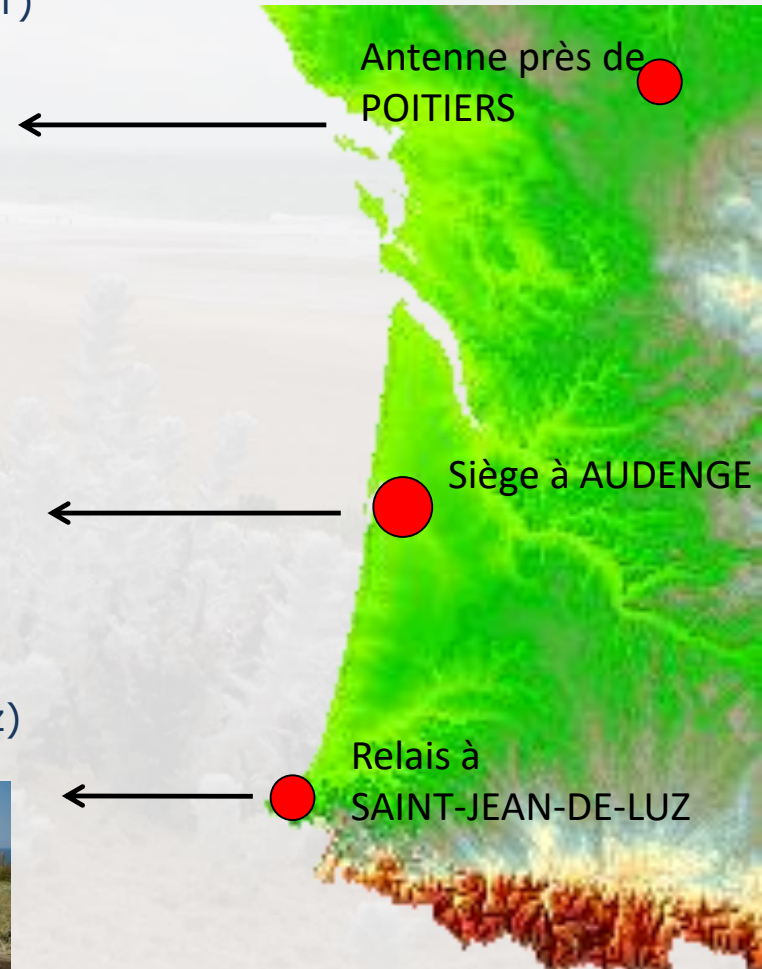 Antenne près de
POITIERS
Siège à AUDENGE
z)
Relais à
SAINT-JEAN-DE-LUZ